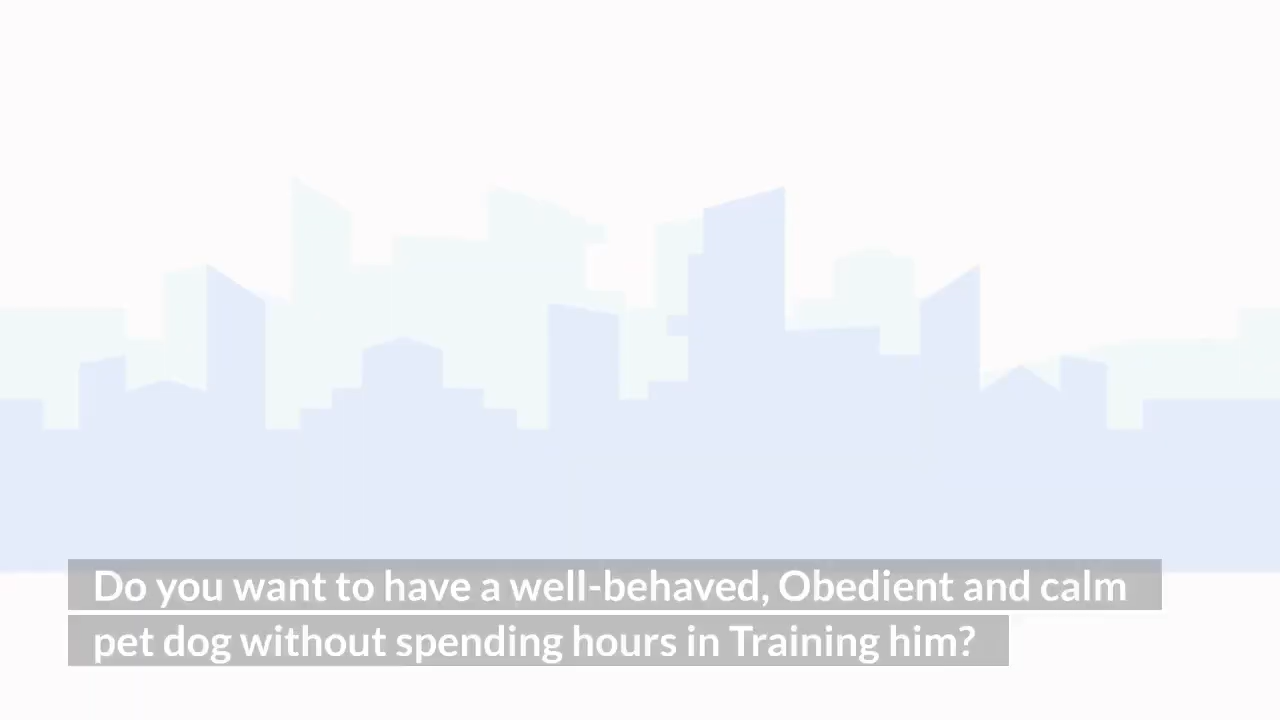 Do you want to have a well-behaved, Obedient and calm
pet dog without spending hours in Training him?